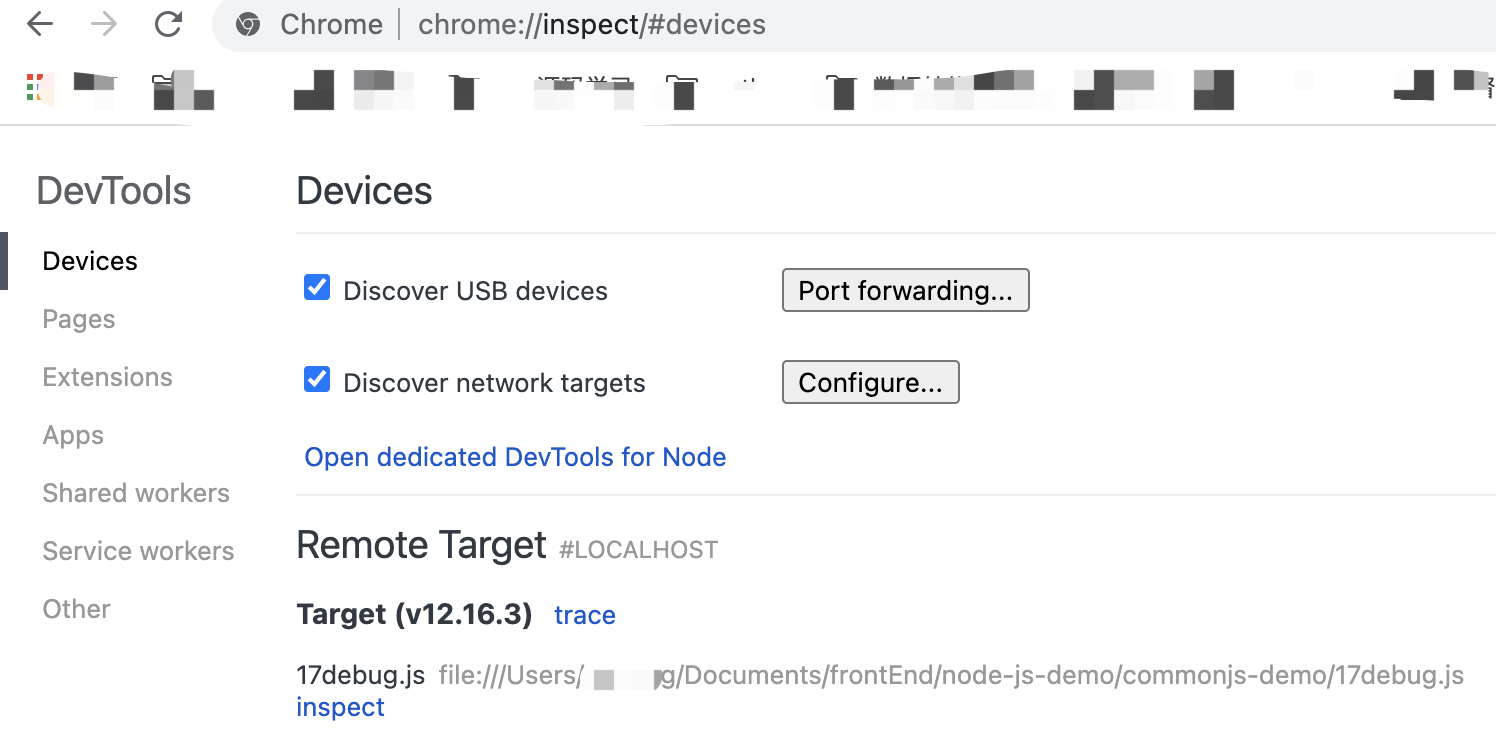 Chrome chrome://inspect/#devices
DevTools
Devices
Pages
Extensions
Apps
Shared workers
Service workers
Other
Devices
Discover USB devices
Port forwarding...
Discover network targets
Configure...
Open dedicated DevTools for Node
Remote Target #LOCALHOST
Target (v12.16.3) trace
17debug.js file:///Users/ g/Documents/frontEnd/node-js-demo/commonjs-demo/17debug.js
inspect